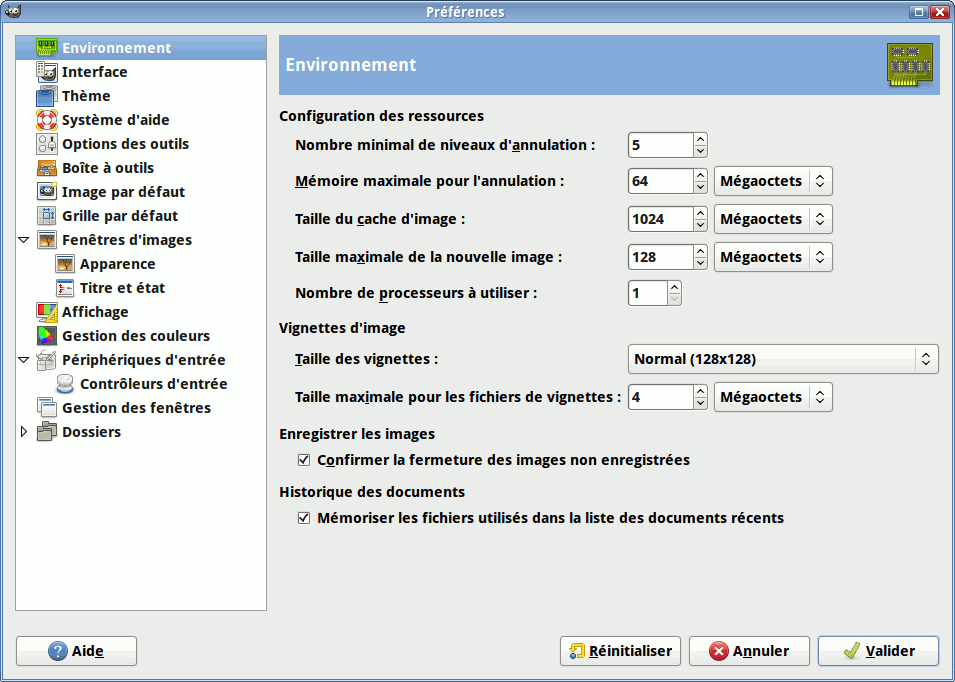 Préférences
Environnement
Interface
Thème
Système d'aide
Options des outils
Boîte à outils
Image par défaut
Grille par défaut
Fenêtres d'images
Apparence
Titre et état
Affichage
Gestion des couleurs
Périphériques d'entrée
Contrôleurs d'entrée
Gestion des fenêtres
Dossiers
Environnement
Configuration des ressources
Nombre minimal de niveaux d'annulation : 5
Mémoire maximale pour l'annulation : 64 Mégaoctets
Taille du cache d'image : 1024 Mégaoctets
Taille maximale de la nouvelle image : 128 Mégaoctets
Nombre de processeurs à utiliser : 1
Vignettes d'image
Taille des vignettes : Normal (128x128)
Taille maximale pour les fichiers de vignettes : 4 Mégaoctets
Enregistrer les images
Confirmer la fermeture des images non enregistrées
Historique des documents
Mémoriser les fichiers utilisés dans la liste des documents récents
Aide Réinitialiser Annuler Valider